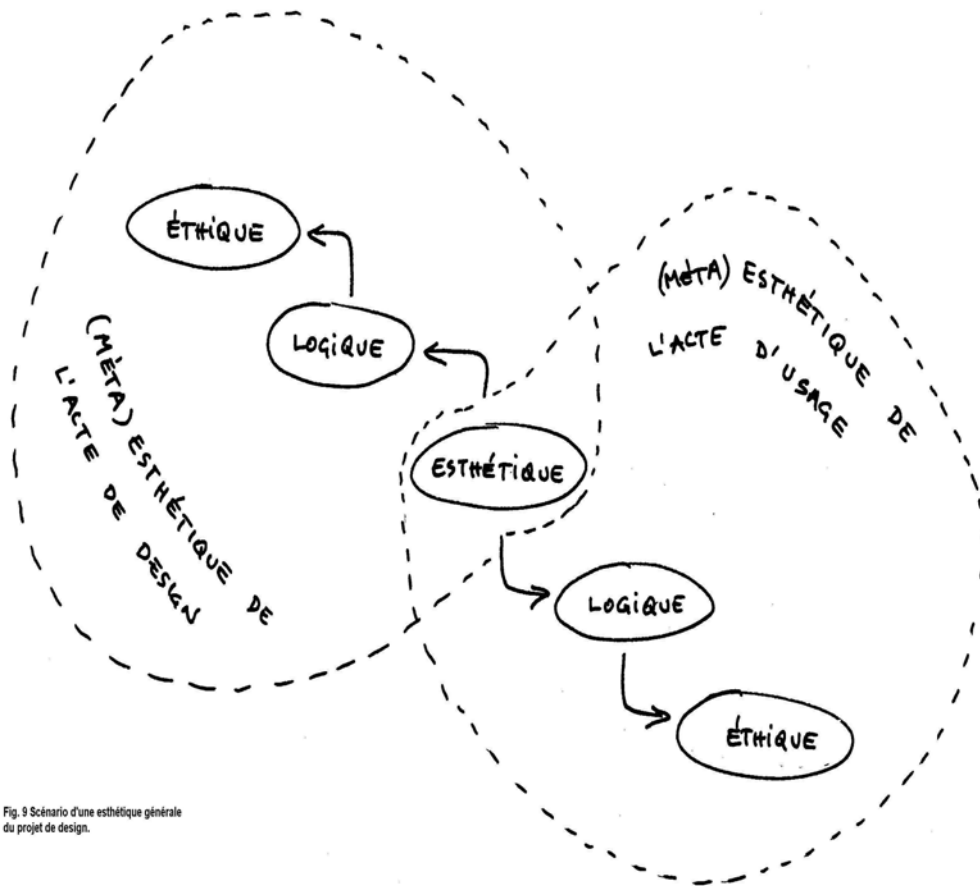 ÉTHIQUE
LOGIQUE
(MÉTA) ESTHÉTIQUE DE
L'ACTE DE DESIGN
(MÉTA) ESTHÉTIQUE DE
L'ACTE D'USAGE
ESTHÉTIQUE
LOGIQUE
ÉTHIQUE
Fig. 9 Scénario d'une esthétique générale
du projet de design.